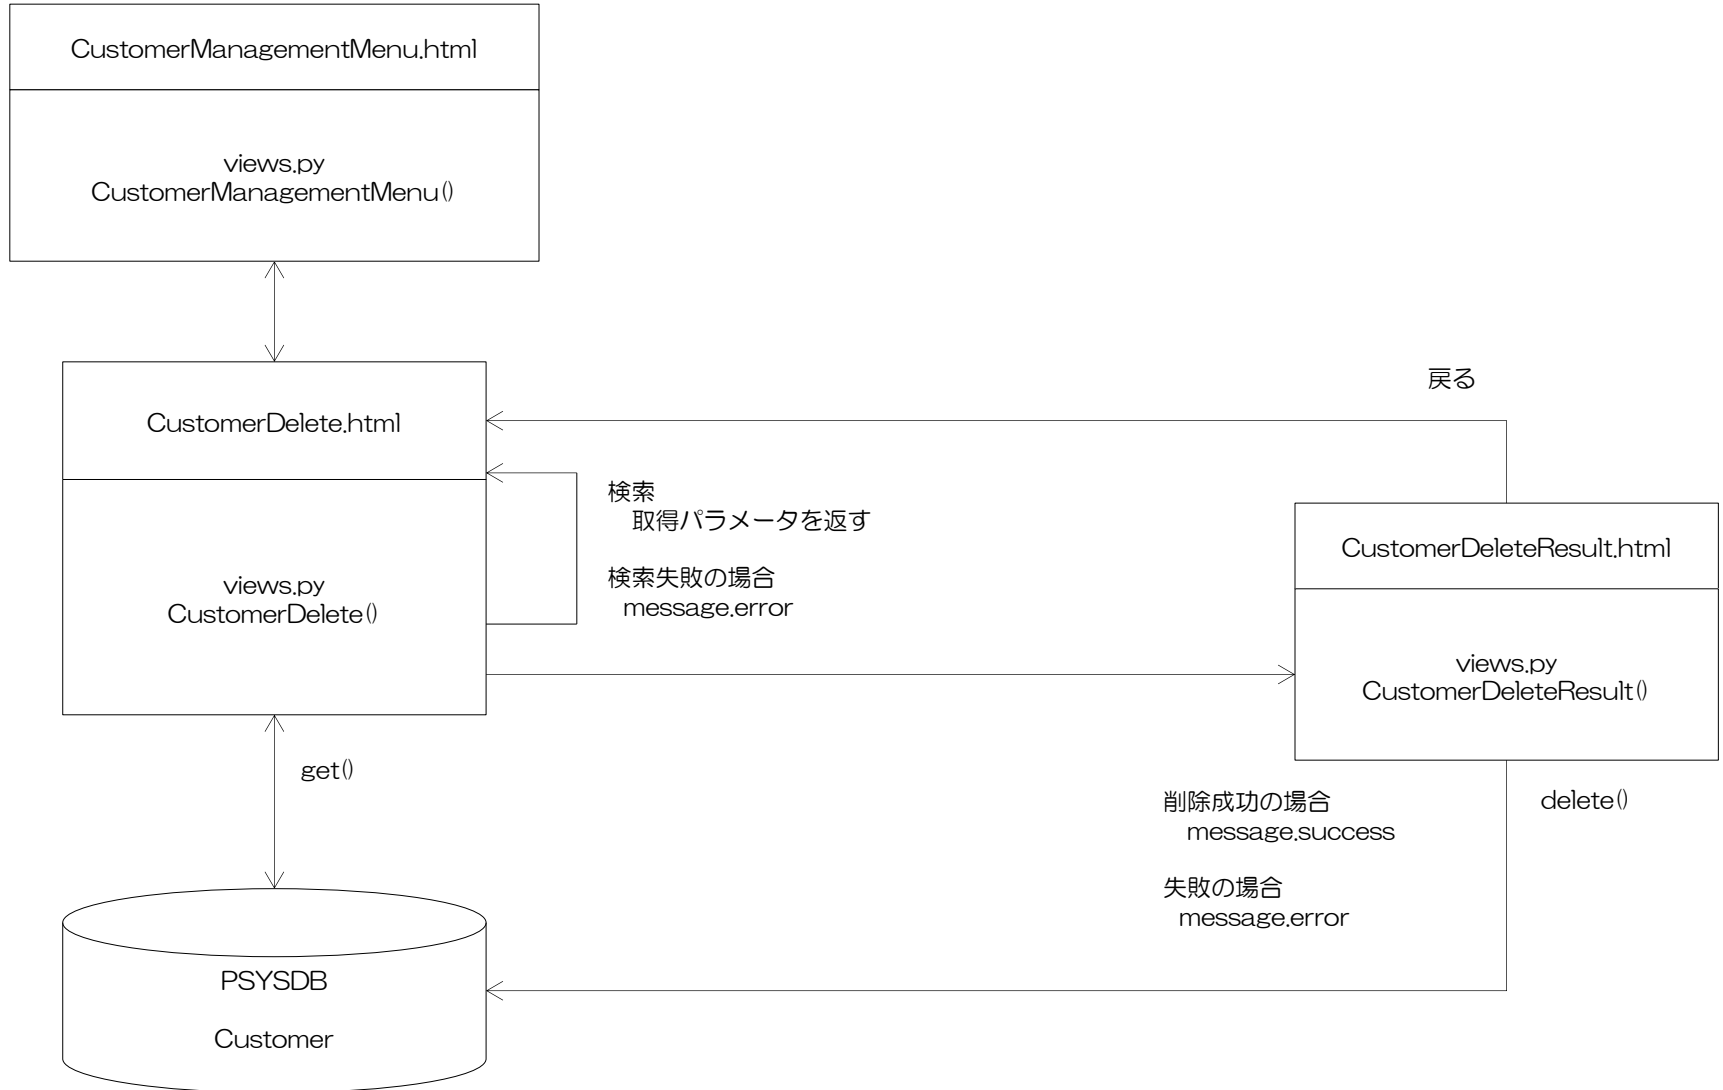 CustomerManagementMenu.html
views.py
CustomerManagementMenu()
戻る
CustomerDelete.html
検索
取得パラメータを返す
検索失敗の場合
message.error
views.py
CustomerDelete()
CustomerDeleteResult.html
views.py
CustomerDeleteResult()
get()
削除成功の場合
message.success
失敗の場合
message.error
delete()
PSYSDB
Customer